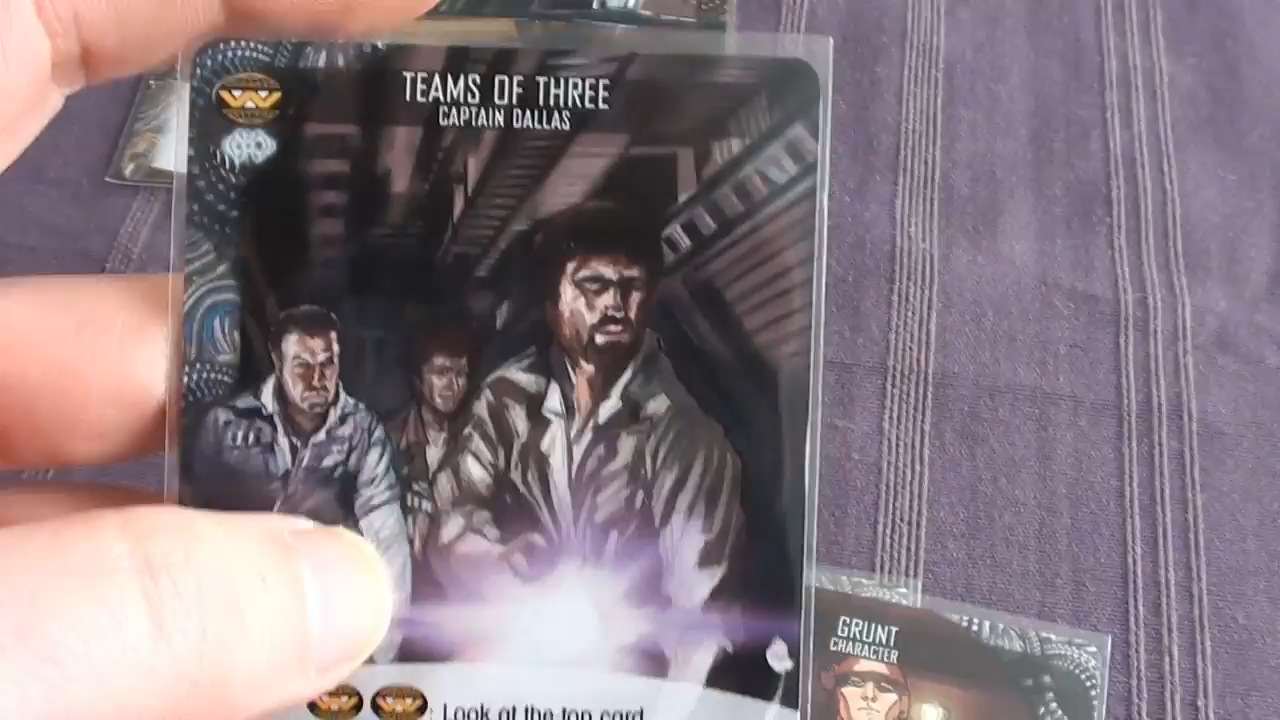 TEAMS OF THREE
CAPTAIN DALLAS
: Look at the top card
GRUNT
CHARACTER